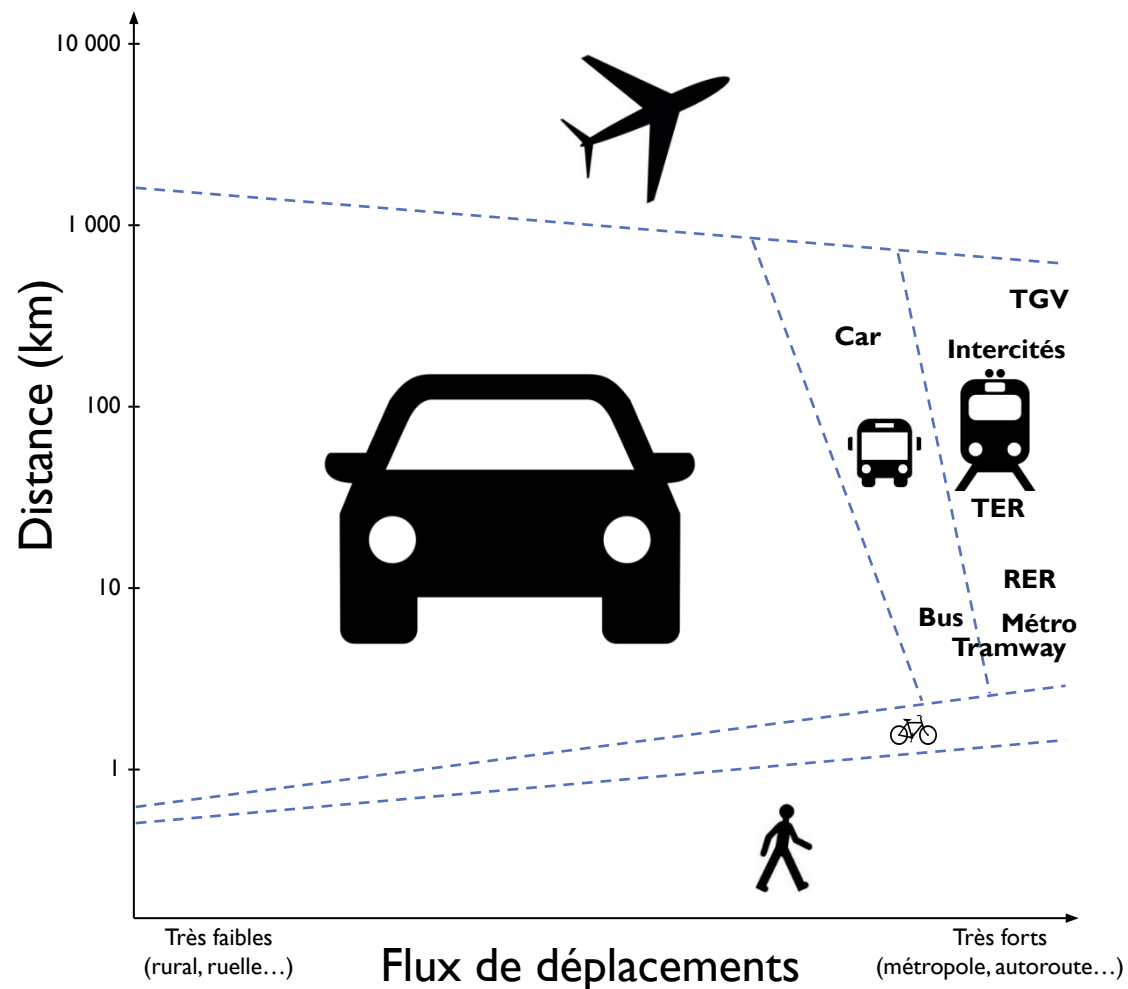 10 000
1 000
100
10
1
Distance (km)
TGV
Car
Intercités
TER
RER
Bus
Métro
Tramway
Très faibles
(rural, ruelle…)
Flux de déplacements
Très forts
(métropole, autoroute…)